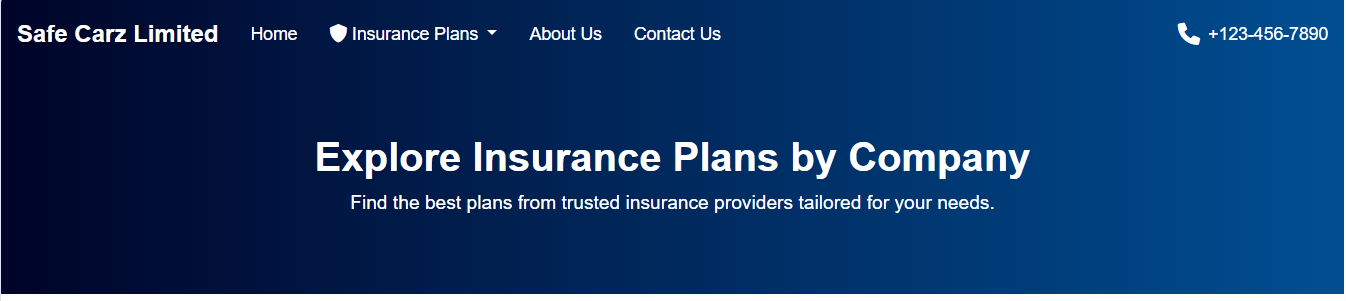 Safe Carz Limited Home Insurance Plans About Us Contact Us +123-456-7890
Explore Insurance Plans by Company
Find the best plans from trusted insurance providers tailored for your needs.